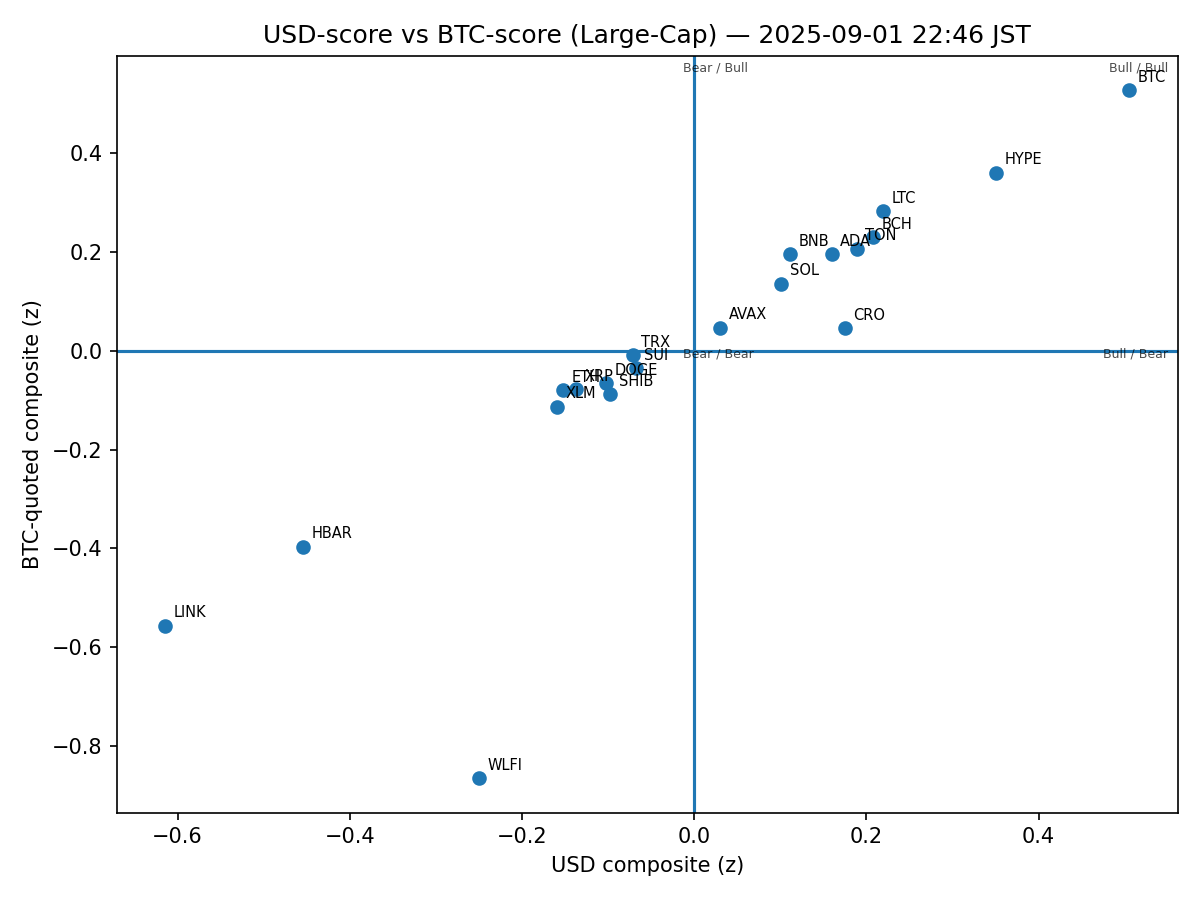 USD-score vs BTC-score (Large-Cap) — 2025-09-01 22:46 JST
Bear / Bull
Bull / Bull
BTC
HYPE
LTC
BCH
TON
ADA
BNB
SOL
AVAX
CRO
TRX
SUI
Bear / Bear
Bull / Bear
DOGE
SHIB
ETH
XRP
XLM
HBAR
LINK
WLFI
0.4
0.2
0.0
−0.2
−0.4
−0.6
−0.8
BTC-quoted composite (z)
−0.6
−0.4
−0.2
0.0
0.2
0.4
USD composite (z)